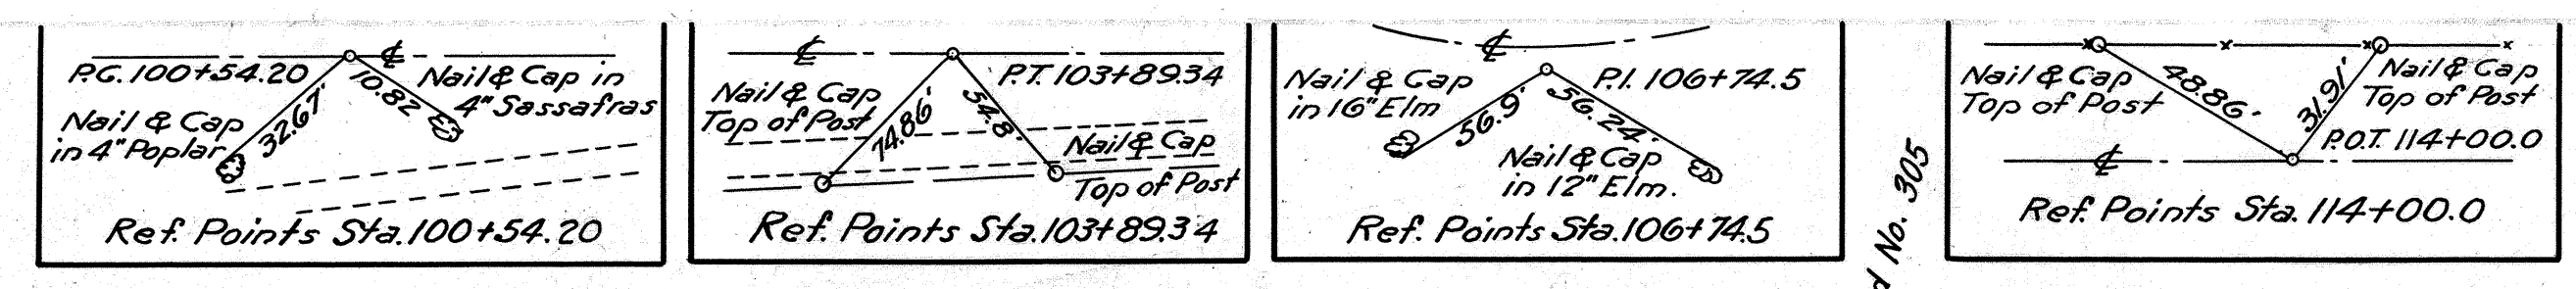 ℄
P.C. 100+54.20
10.82
Nail & Cap in
4" Sassafras
Nail & Cap
in 4" Poplar
32.67'
Ref. Points Sta. 100+54.20
℄
P.T. 103+89.34
Nail & Cap
Top of Post
74.86'
54.8'
Nail & Cap
Top of Post
Ref. Points Sta. 103+89.34
℄
Nail & Cap
in 16" Elm
P.I. 106+74.5
56.9'
56.24'
Nail & Cap
in 12" Elm.
Ref. Points Sta. 106+74.5
No. 305
Nail & Cap
Top of Post
48.86'
31.91'
Nail & Cap
Top of Post
P.O.T. 114+00.0
℄
Ref. Points Sta. 114+00.0